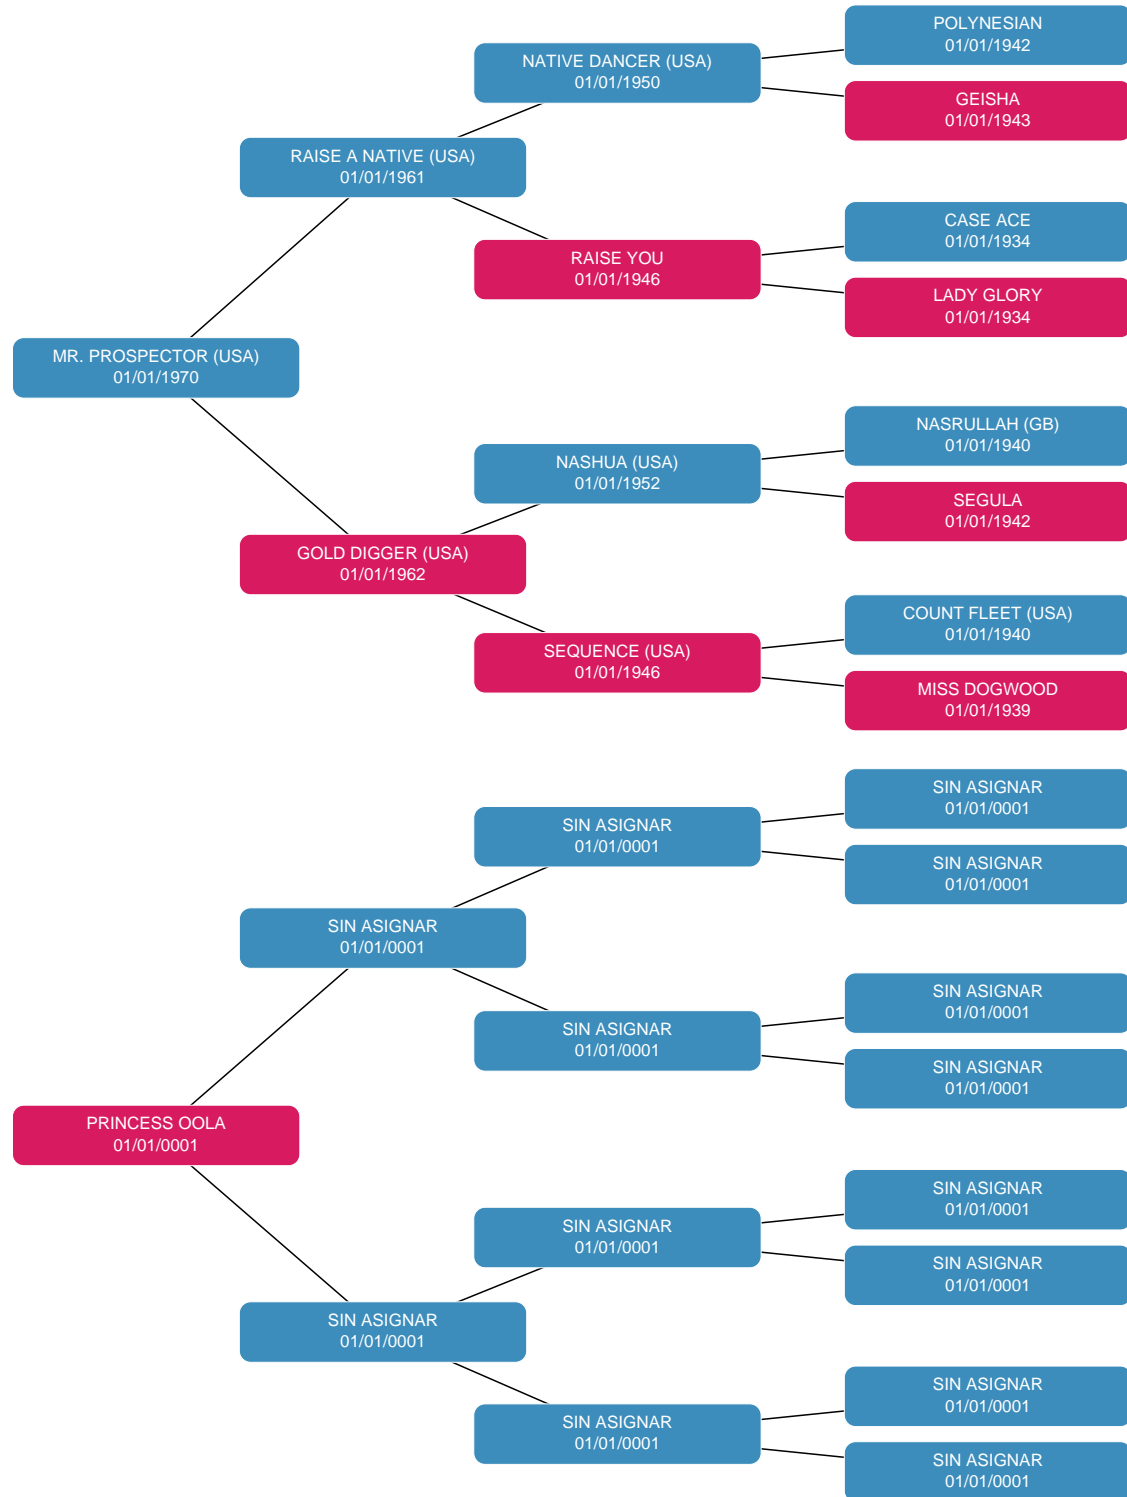 POLYNESIAN
01/01/1942
NATIVE DANCER (USA)
01/01/1950
GEISHA
01/01/1943
RAISE A NATIVE (USA)
01/01/1961
CASE ACE
01/01/1934
RAISE YOU
01/01/1946
LADY GLORY
01/01/1934
MR. PROSPECTOR (USA)
01/01/1970
NASRULLAH (GB)
01/01/1940
NASHUA (USA)
01/01/1952
SEGULA
01/01/1942
GOLD DIGGER (USA)
01/01/1962
COUNT FLEET (USA)
01/01/1940
SEQUENCE (USA)
01/01/1946
MISS DOGWOOD
01/01/1939
SIN ASIGNAR
01/01/0001
SIN ASIGNAR
01/01/0001
SIN ASIGNAR
01/01/0001
SIN ASIGNAR
01/01/0001
SIN ASIGNAR
01/01/0001
SIN ASIGNAR
01/01/0001
SIN ASIGNAR
01/01/0001
PRINCESS OOLA
01/01/0001
SIN ASIGNAR
01/01/0001
SIN ASIGNAR
01/01/0001
SIN ASIGNAR
01/01/0001
SIN ASIGNAR
01/01/0001
SIN ASIGNAR
01/01/0001
SIN ASIGNAR
01/01/0001
SIN ASIGNAR
01/01/0001